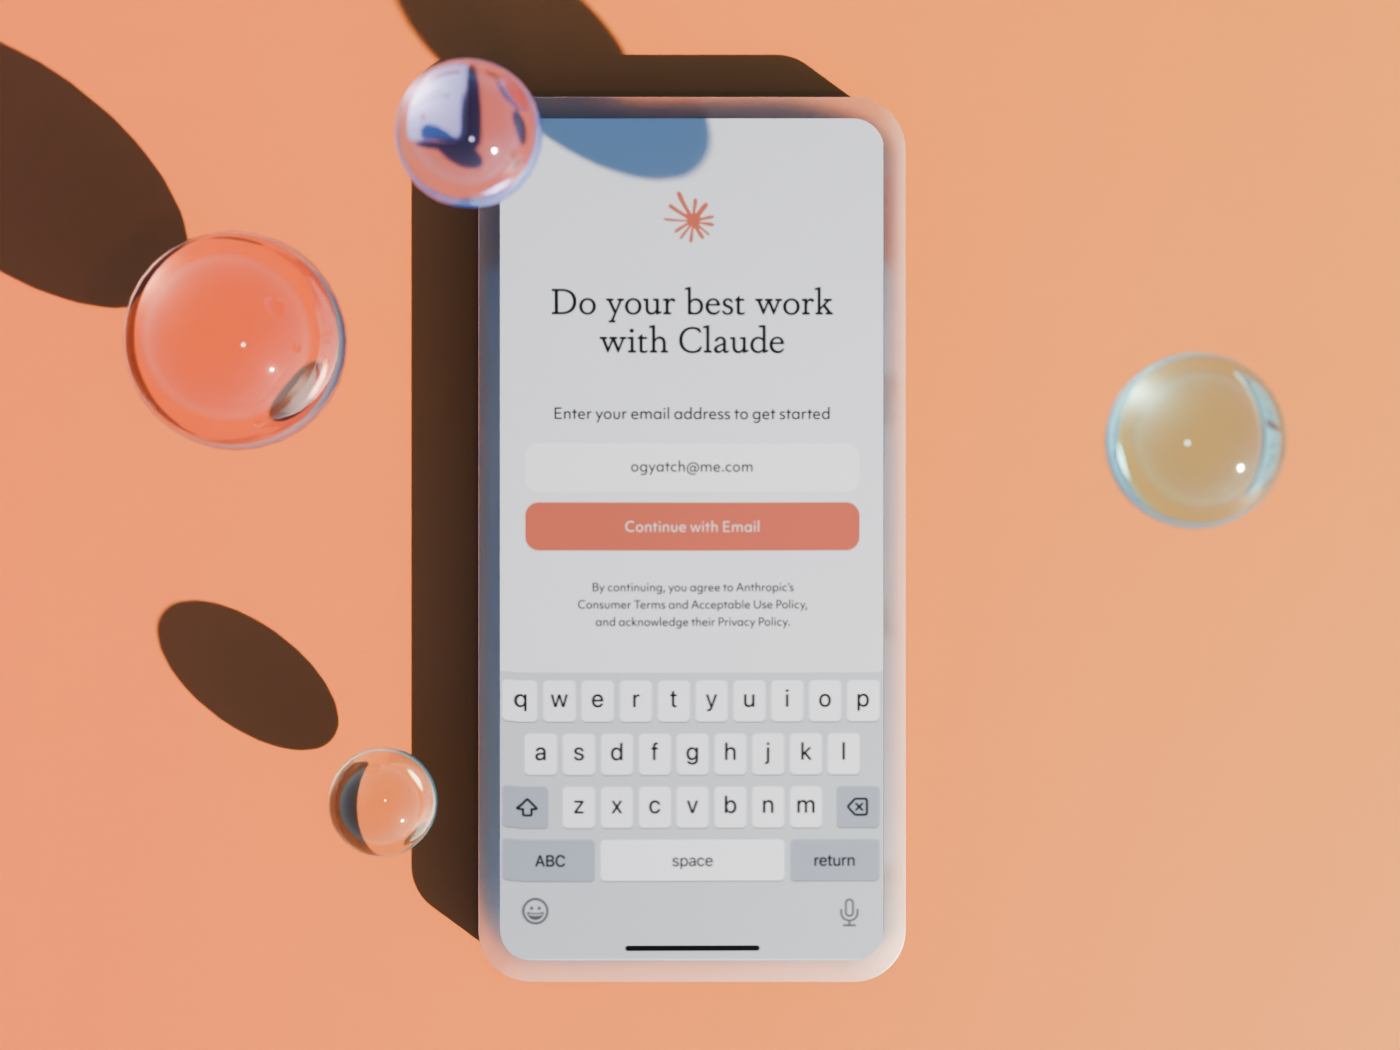 Do your best work
with Claude
Enter your email address to get started
ogyatch@me.com
Continue with Email
By continuing, you agree to Anthropic's
Consumer Terms and Acceptable Use Policy,
and acknowledge their Privacy Policy.
q w e r t y u i o p
a s d f g h j k l
z x c v b n m
ABC space return